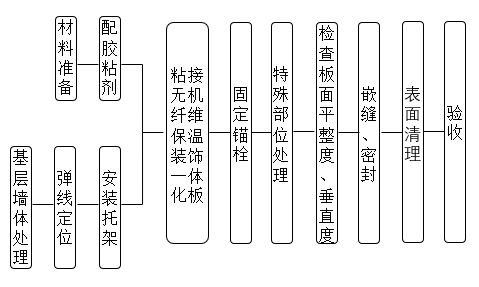 材料准备
配胶粘剂
基层墙体处理
弹线定位
安装托架
粘接无机纤维保温装饰一体化板
固定锚栓
特殊部位处理
检查板面平整度、垂直度
嵌缝、密封
表面清理
验收